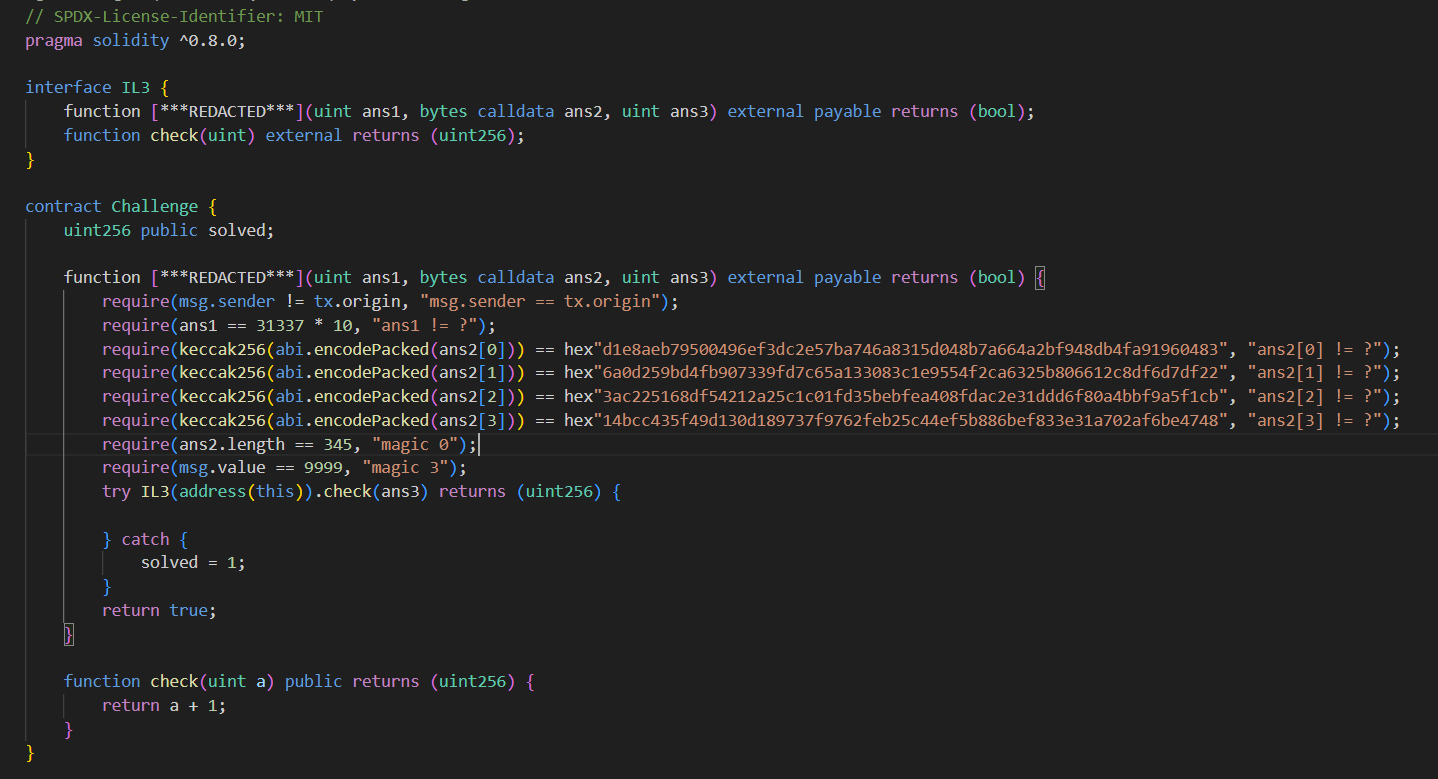 // SPDX-License-Identifier: MIT
pragma solidity ^0.8.0;
interface IL3 {
function [***REDACTED***](uint ans1, bytes calldata ans2, uint ans3) external payable returns (bool);
function check(uint) external returns (uint256);
}
contract Challenge {
uint256 public solved;
function [***REDACTED***](uint ans1, bytes calldata ans2, uint ans3) external payable returns (bool) {
require(msg.sender != tx.origin, "msg.sender == tx.origin");
require(ans1 == 31337 * 10, "ans1 != ?");
require(keccak256(abi.encodePacked(ans2[0])) == hex"d1e8aeb79500496ef3dc2e57ba746a8315d048b7a664a2bf948db4fa91960483", "ans2[0] != ?");
require(keccak256(abi.encodePacked(ans2[1])) == hex"6a0d259bd4fb907339fd7c65a133083c1e9554f2ca6325b806612c8df6d7df22", "ans2[1] != ?");
require(keccak256(abi.encodePacked(ans2[2])) == hex"3ac225168df54212a25c1c01fd35bebfea408fdac2e31ddd6f80a4bbf9a5f1cb", "ans2[2] != ?");
require(keccak256(abi.encodePacked(ans2[3])) == hex"14bcc435f49d130d189737f9762feb25c44ef5b886bef833e31a702af6be4748", "ans2[3] != ?");
require(ans2.length == 345, "magic 0");
require(msg.value == 9999, "magic 3");
try IL3(address(this)).check(ans3) returns (uint256) {
} catch {
solved = 1;
}
return true;
}
function check(uint a) public returns (uint256) {
return a + 1;
}
}